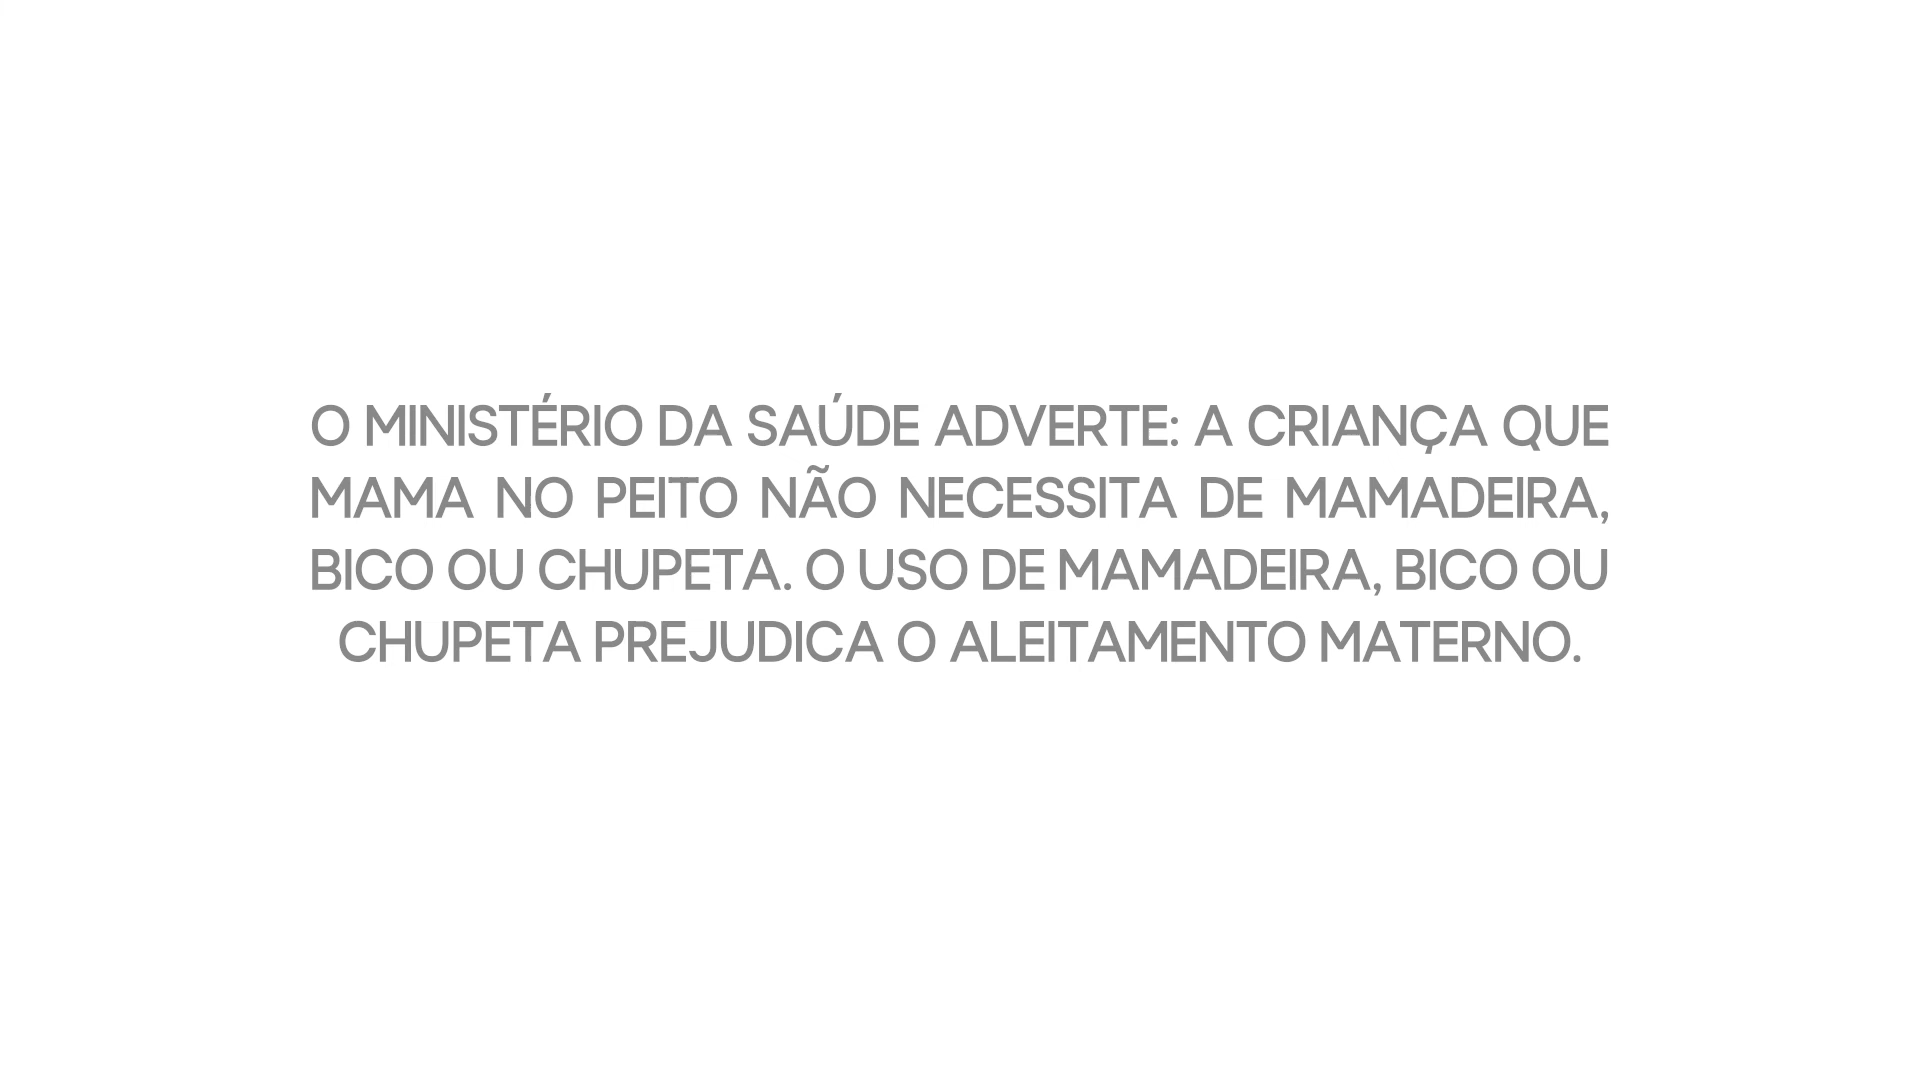 O MINISTÉRIO DA SAÚDE ADVERTE: A CRIANÇA QUE
MAMA NO PEITO NÃO NECESSITA DE MAMADEIRA,
BICO OU CHUPETA. O USO DE MAMADEIRA, BICO OU
CHUPETA PREJUDICA O ALEITAMENTO MATERNO.